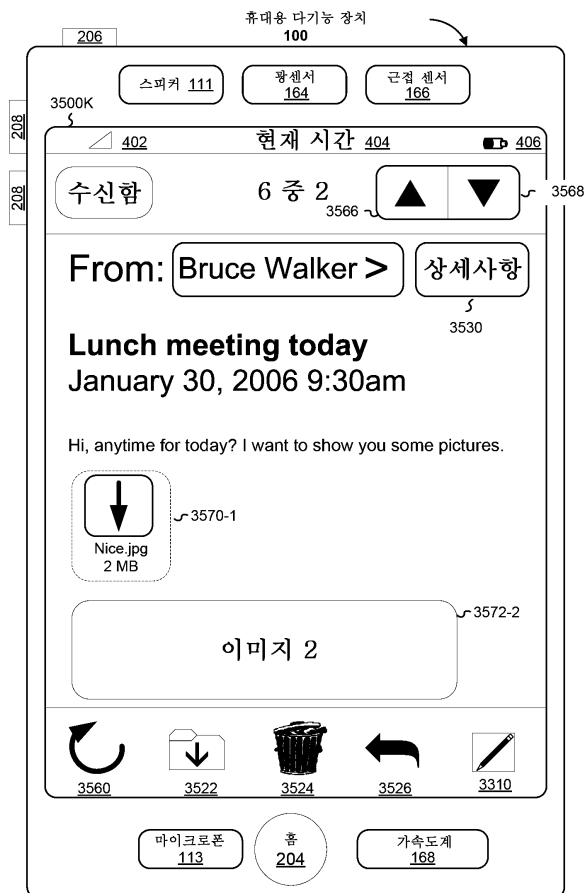 휴대용 다기능 장치
100
206
스피커 111
광센서
164
근접 센서
166
3500K
208
402
현재 시간 404
406
208
수신함
6 중 2
3566
3568
From: Bruce Walker >
상세사항
3530
Lunch meeting today
January 30, 2006 9:30am
Hi, anytime for today? I want to show you some pictures.
3570-1
Nice.jpg
2 MB
3572-2
이미지 2
3560
3522
3524
3526
3310
마이크로폰
113
홈
204
가속도계
168